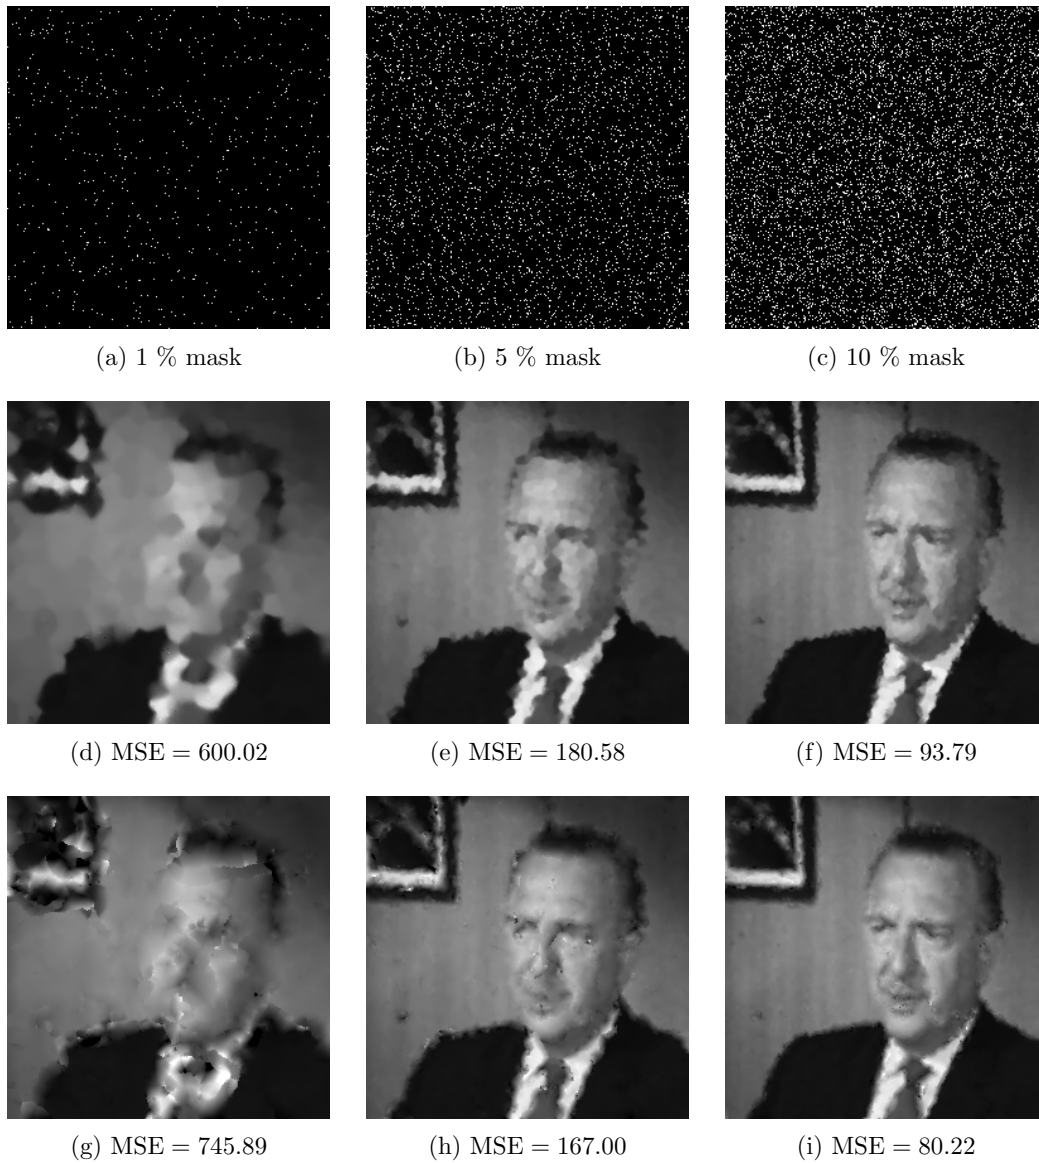 (a) 1 % mask
(b) 5 % mask
(c) 10 % mask
(d) MSE = 600.02
(e) MSE = 180.58
(f) MSE = 93.79
(g) MSE = 745.89
(h) MSE = 167.00
(i) MSE = 80.22